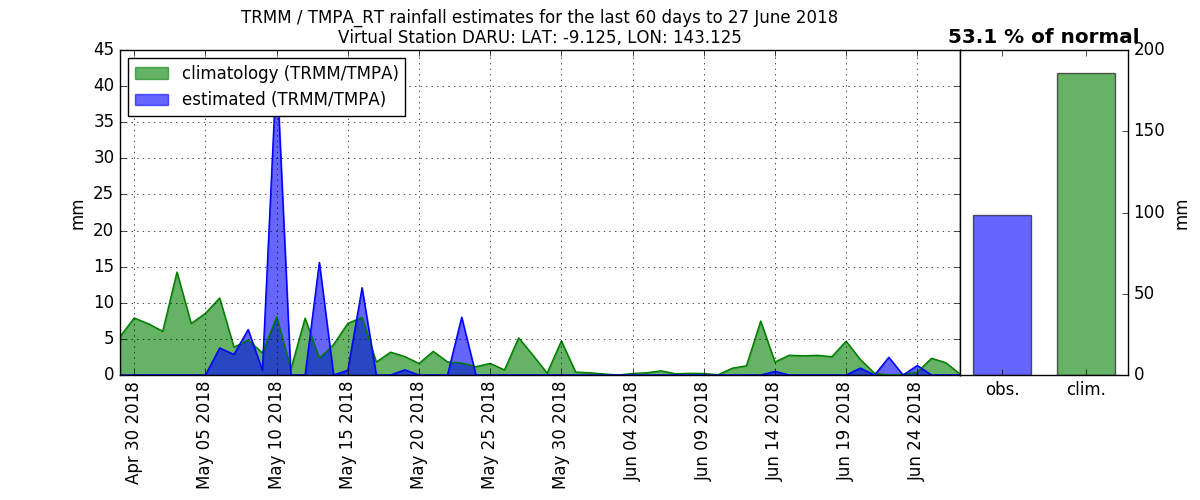 TRMM / TMPA_RT rainfall estimates for the last 60 days to 27 June 2018
Virtual Station DARU: LAT: -9.125, LON: 143.125
53.1 % of normal
climatology (TRMM/TMPA)
estimated (TRMM/TMPA)
45
40
35
30
25
20
15
10
5
0
mm
Apr 30 2018
May 05 2018
May 10 2018
May 15 2018
May 20 2018
May 25 2018
May 30 2018
Jun 04 2018
Jun 09 2018
Jun 14 2018
Jun 19 2018
Jun 24 2018
obs.
clim.
200
150
100
50
0
mm